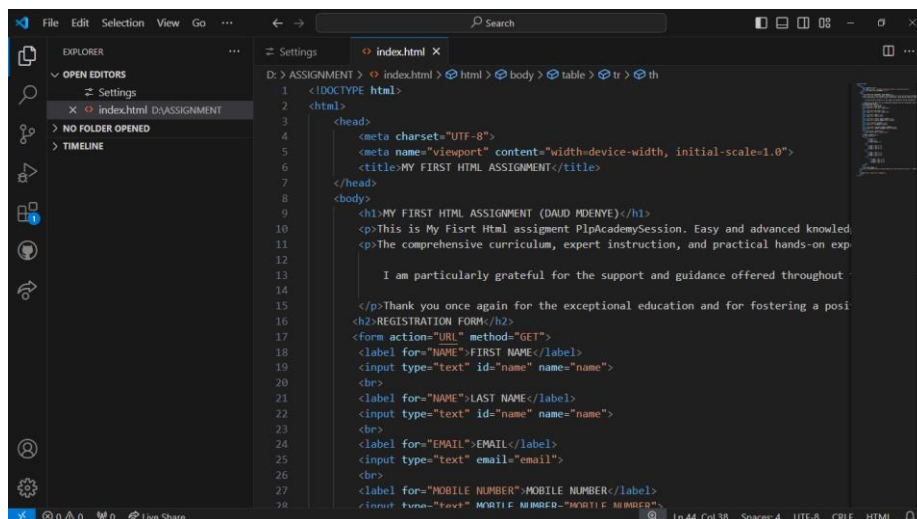 File Edit Selection View Go ... Search
EXPLORER ... Settings index.html
OPEN EDITORS
Settings
index.html D:\ASSIGNMENT
NO FOLDER OPENED
TIMELINE
D: > ASSIGNMENT > index.html > html > body > table > tr > th
1 <!DOCTYPE html>
2 <html>
3 <head>
4 <meta charset="UTF-8">
5 <meta name="viewport" content="width=device-width, initial-scale=1.0">
6 <title>MY FIRST HTML ASSIGNMENT</title>
7 </head>
8 <body>
9 <h1>MY FIRST HTML ASSIGNMENT (DAUD MDENYE)</h1>
10 <p>This is My Fisrt Html assigment PlpAcademySession. Easy and advanced knowled
11 <p>The comprehensive curriculum, expert instruction, and practical hands-on exp
12
13 I am particularly grateful for the support and guidance offered throughout
14
15 </p>Thank you once again for the exceptional education and for fostering a posi
16 <h2>REGISTRATION FORM</h2>
17 <form action="URL" method="GET">
18 <label for="NAME">FIRST NAME</label>
19 <input type="text" id="name" name="name">
20 <br>
21 <label for="NAME">LAST NAME</label>
22 <input type="text" id="name" name="name">
23 <br>
24 <label for="EMAIL">EMAIL</label>
25 <input type="text" email="email">
26 <br>
27 <label for="MOBILE NUMBER">MOBILE NUMBER</label>
28 <input type="text" MOBILE NUMBER="MOBILE NUMBER">
0 0 0 Live Share Ln 44, Col 38 Spaces: 4 UTF-8 CRLF HTML